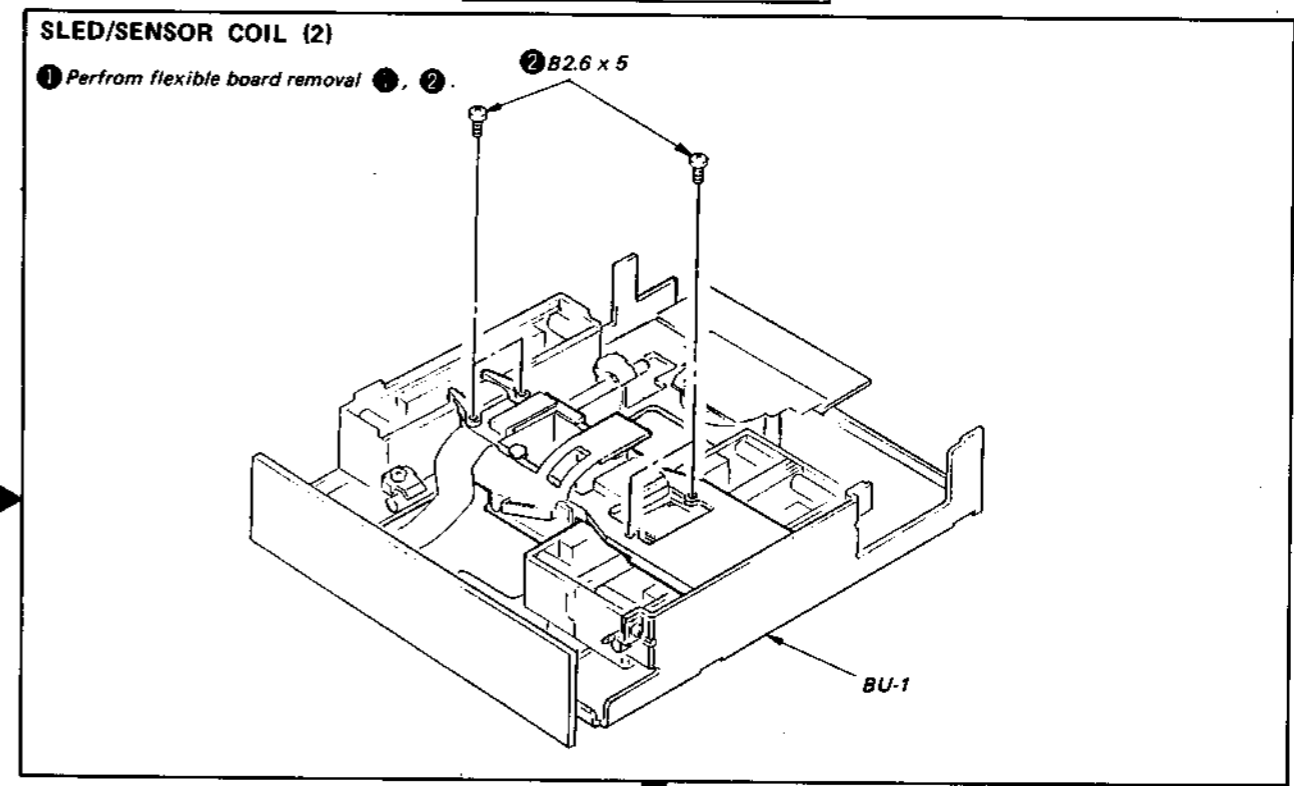 SLED/SENSOR COIL (2)
❶ Perfrom flexible board removal ❶, ❷.
❷ B2.6 x 5
BU-1